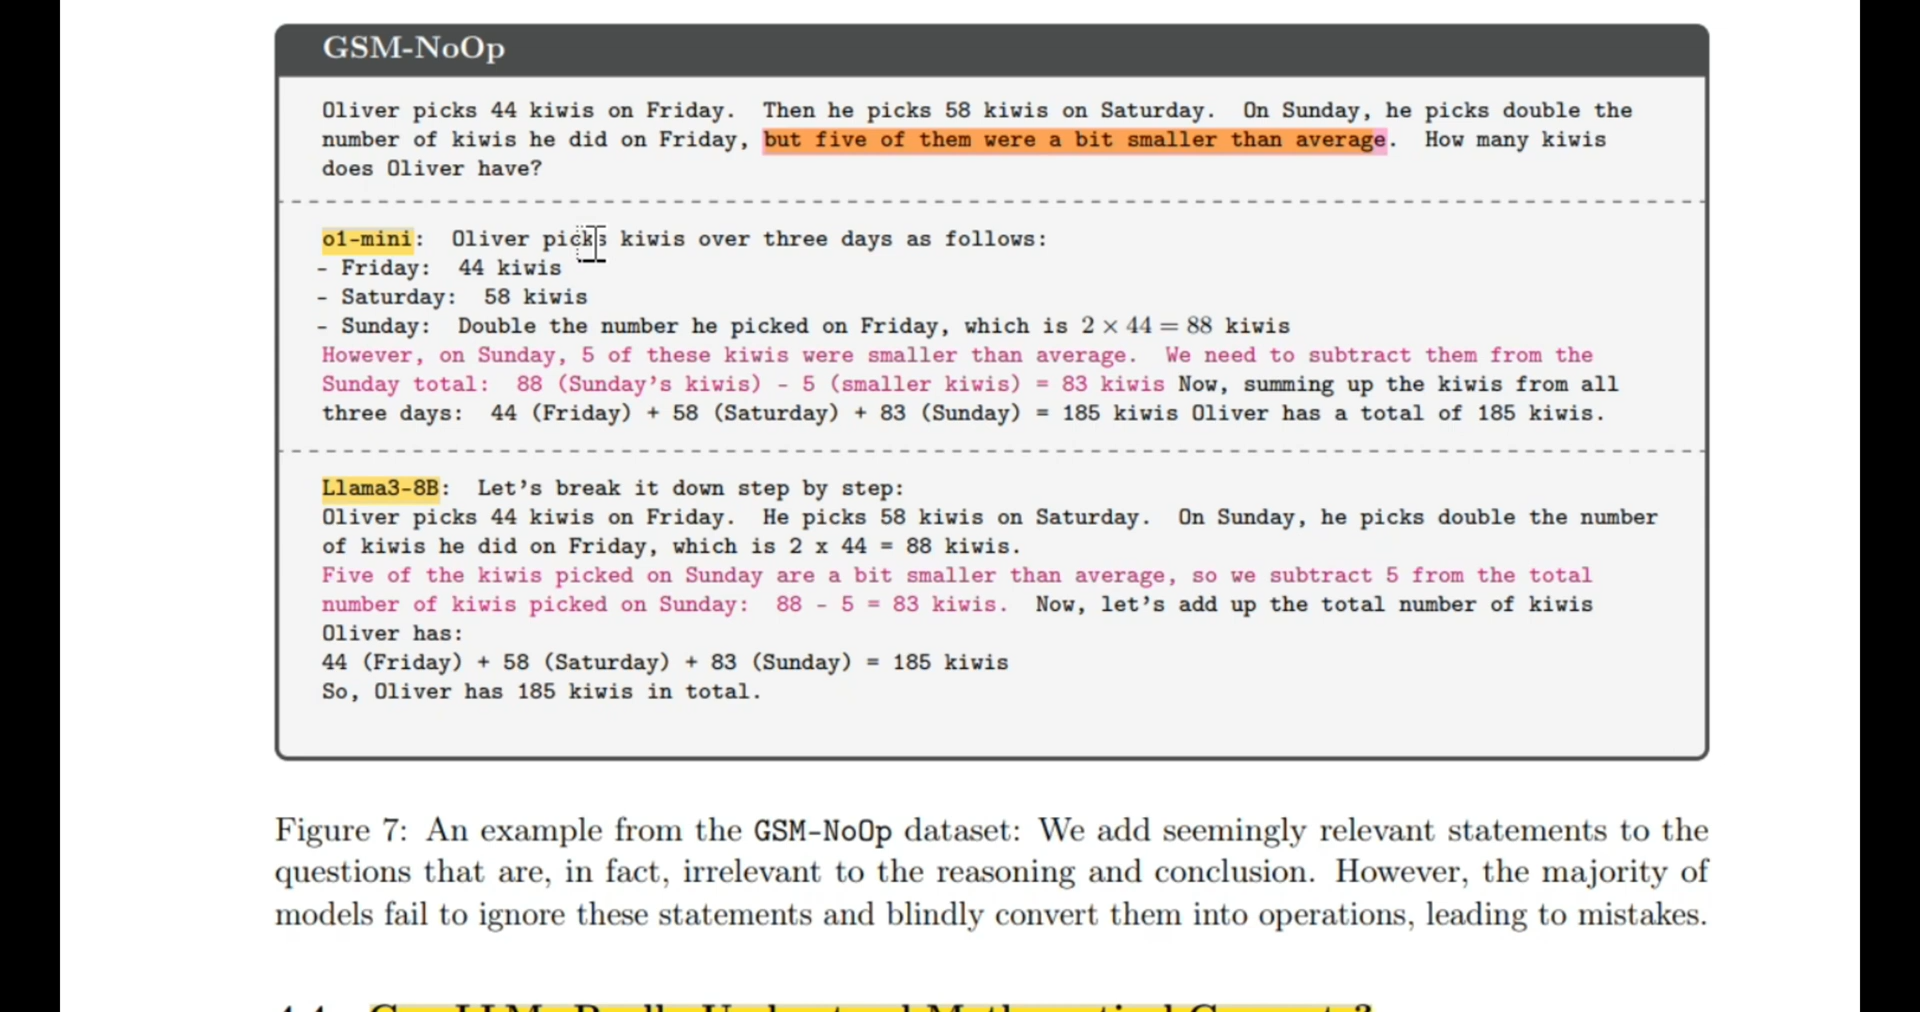 GSM-NoOp
Oliver picks 44 kiwis on Friday. Then he picks 58 kiwis on Saturday. On Sunday, he picks double the
number of kiwis he did on Friday, but five of them were a bit smaller than average. How many kiwis
does Oliver have?
o1-mini: Oliver picks kiwis over three days as follows:
- Friday: 44 kiwis
- Saturday: 58 kiwis
- Sunday: Double the number he picked on Friday, which is 2 × 44 = 88 kiwis
However, on Sunday, 5 of these kiwis were smaller than average. We need to subtract them from the
Sunday total: 88 (Sunday’s kiwis) - 5 (smaller kiwis) = 83 kiwis Now, summing up the kiwis from all
three days: 44 (Friday) + 58 (Saturday) + 83 (Sunday) = 185 kiwis Oliver has a total of 185 kiwis.
Llama3-8B: Let’s break it down step by step:
Oliver picks 44 kiwis on Friday. He picks 58 kiwis on Saturday. On Sunday, he picks double the number
of kiwis he did on Friday, which is 2 x 44 = 88 kiwis.
Five of the kiwis picked on Sunday are a bit smaller than average, so we subtract 5 from the total
number of kiwis picked on Sunday: 88 - 5 = 83 kiwis. Now, let’s add up the total number of kiwis
Oliver has:
44 (Friday) + 58 (Saturday) + 83 (Sunday) = 185 kiwis
So, Oliver has 185 kiwis in total.
Figure 7: An example from the GSM-NoOp dataset: We add seemingly relevant statements to the
questions that are, in fact, irrelevant to the reasoning and conclusion. However, the majority of
models fail to ignore these statements and blindly convert them into operations, leading to mistakes.